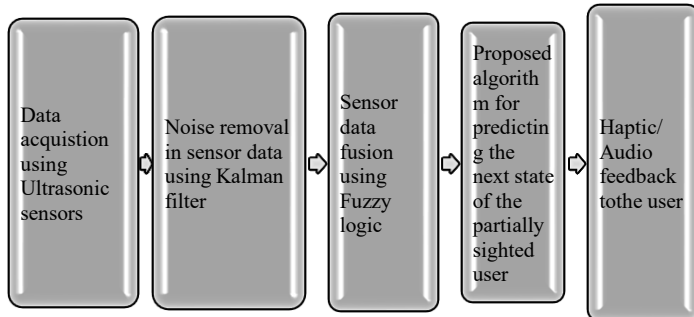 Data
acquistion
using
Ultrasonic
sensors
Noise removal
in sensor data
using Kalman
filter
Sensor
data
fusion
using
Fuzzy
logic
Proposed
algorith
m for
predictin
g the
next state
of the
partially
sighted
user
Haptic/
Audio
feedback
tothe user